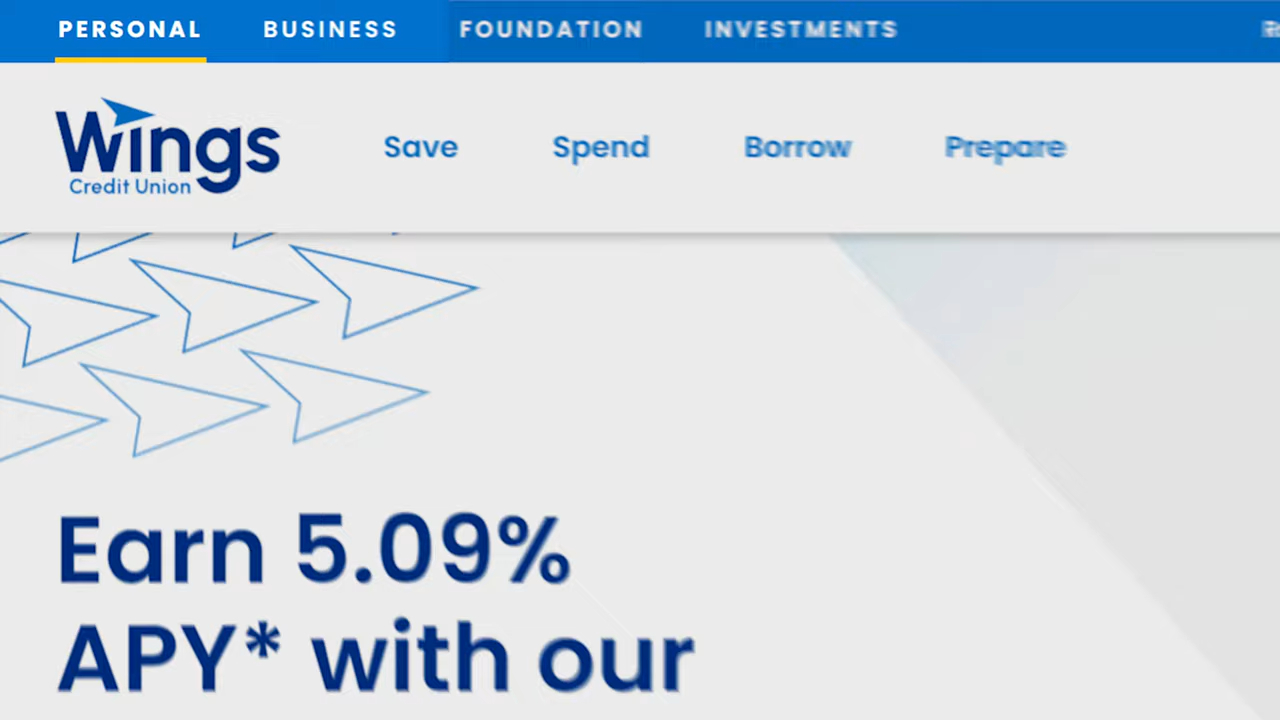 PERSONAL BUSINESS FOUNDATION INVESTMENTS
Wings
Credit Union
Save Spend Borrow Prepare
Earn 5.09%
APY* with our